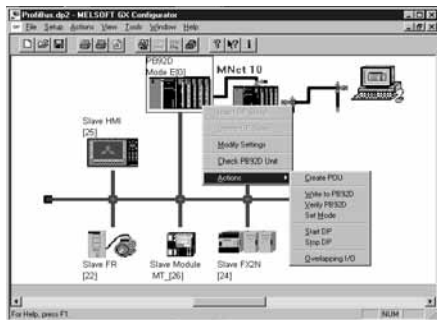 Profibus.dp2 - MELSOFT GX Configurator
File Setup Actions View Tools Window Help
PB92D
Mode E[0]
MNet 10
Slave HMI
[25]
Modify Settings
Check PB92D Unit
Actions
Create PDU
Write to PB92D
Verify PB92D
Set Mode
Start DP
Stop DP
Overlapping I/O
Slave FR
[22]
Slave Module
MT_[26]
Slave FX2N
[24]
For Help, press F1
NUM